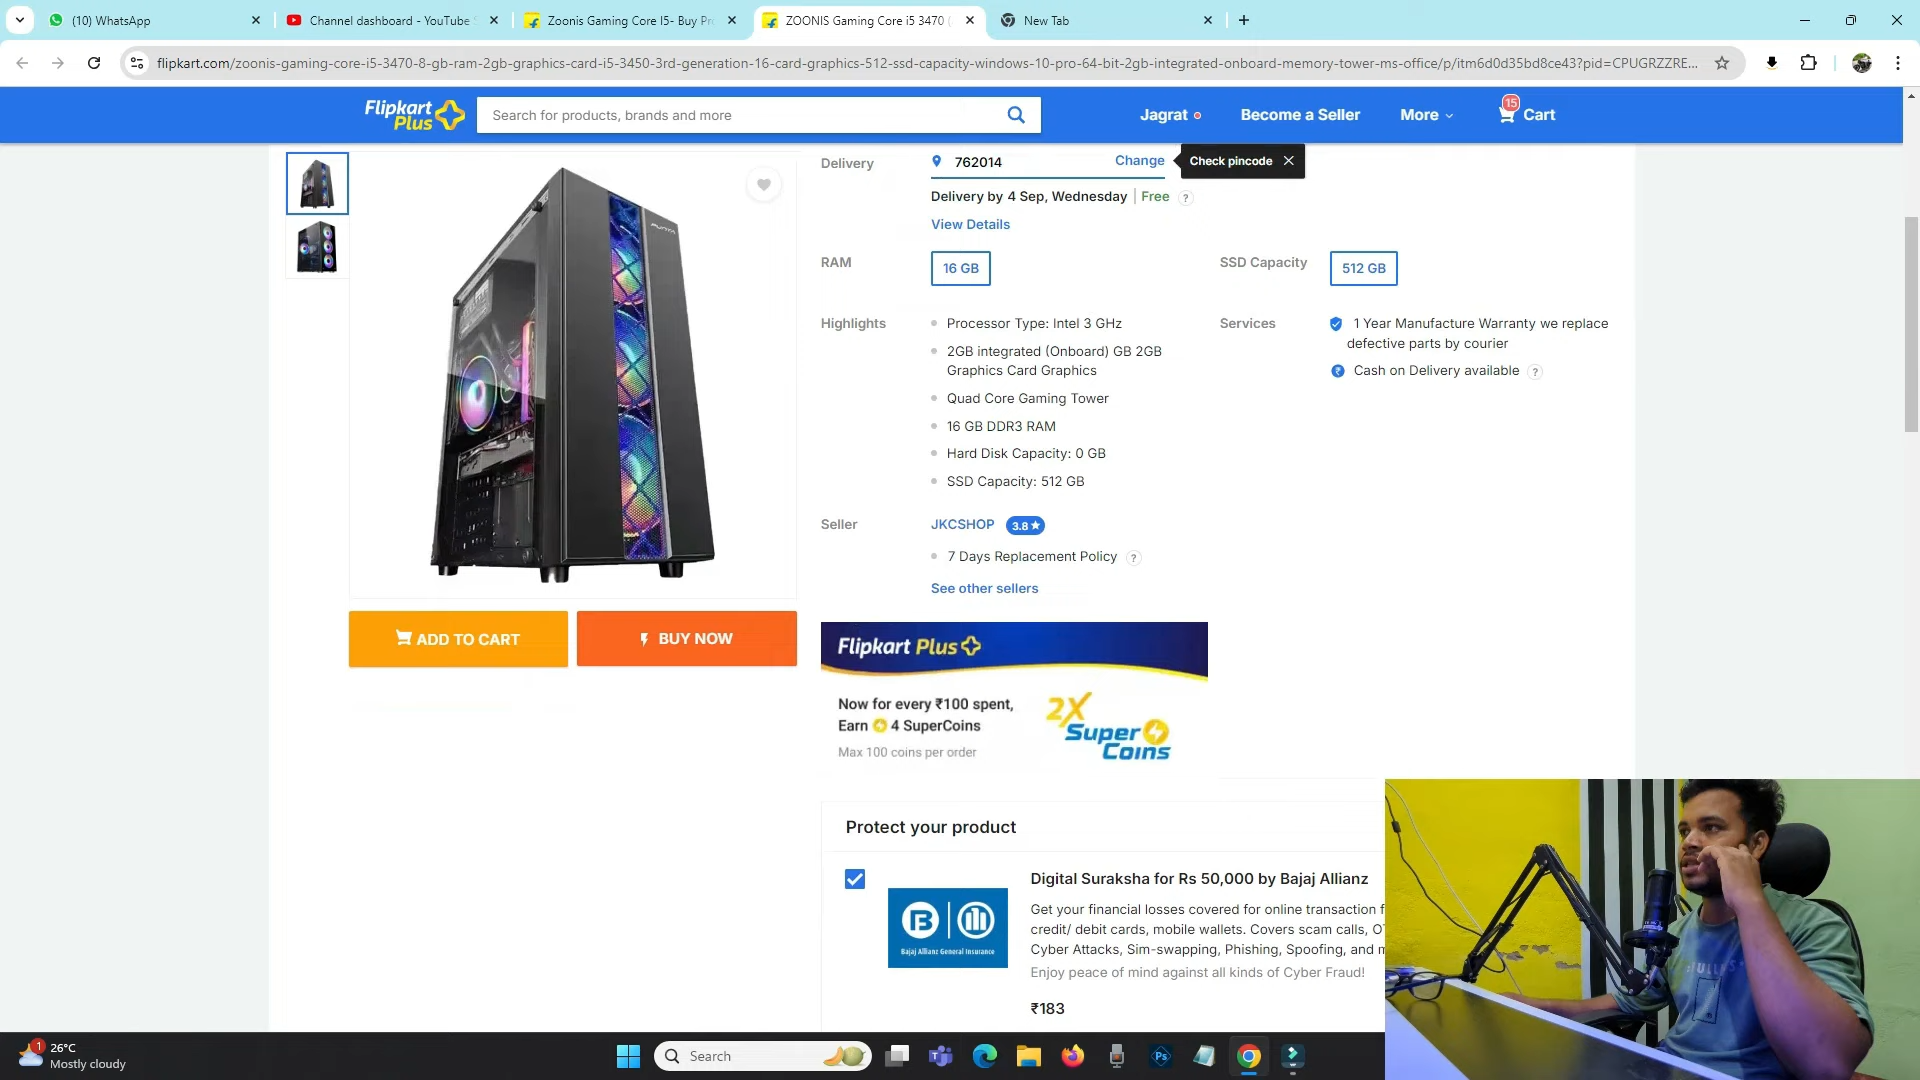 (10) WhatsApp
Channel dashboard - YouTube S
Zoonis Gaming Core I5- Buy Pro
ZOONIS Gaming Core i5 3470 (
New Tab
flipkart.com/zoonis-gaming-core-i5-3470-8-gb-ram-2gb-graphics-card-i5-3450-3rd-generation-16-card-graphics-512-ssd-capacity-windows-10-pro-64-bit-2gb-integrated-onboard-memory-tower-ms-office/p/itm6d0d35bd8ce43?pid=CPUGRZZRE...
Flipkart
Plus
Search for products, brands and more
Jagrat
Become a Seller
More
15
Cart
Delivery
762014
Change
Check pincode
Delivery by 4 Sep, Wednesday | Free ?
View Details
RAM
16 GB
SSD Capacity
512 GB
Highlights
Processor Type: Intel 3 GHz
2GB integrated (Onboard) GB 2GB
Graphics Card Graphics
Quad Core Gaming Tower
16 GB DDR3 RAM
Hard Disk Capacity: 0 GB
SSD Capacity: 512 GB
Services
1 Year Manufacture Warranty we replace
defective parts by courier
₹ Cash on Delivery available ?
Seller
JKCSHOP 3.8★
7 Days Replacement Policy ?
See other sellers
ADD TO CART
BUY NOW
Flipkart Plus
Now for every ₹100 spent,
Earn 4 SuperCoins
Max 100 coins per order
2X
Super
Coins
Protect your product
Bajaj Allianz General Insurance
Digital Suraksha for Rs 50,000 by Bajaj Allianz
Get your financial losses covered for online transaction f
credit/ debit cards, mobile wallets. Covers scam calls, O
Cyber Attacks, Sim-swapping, Phishing, Spoofing, and m
Enjoy peace of mind against all kinds of Cyber Fraud!
₹183
1
26°C
Mostly cloudy
Search
Ps